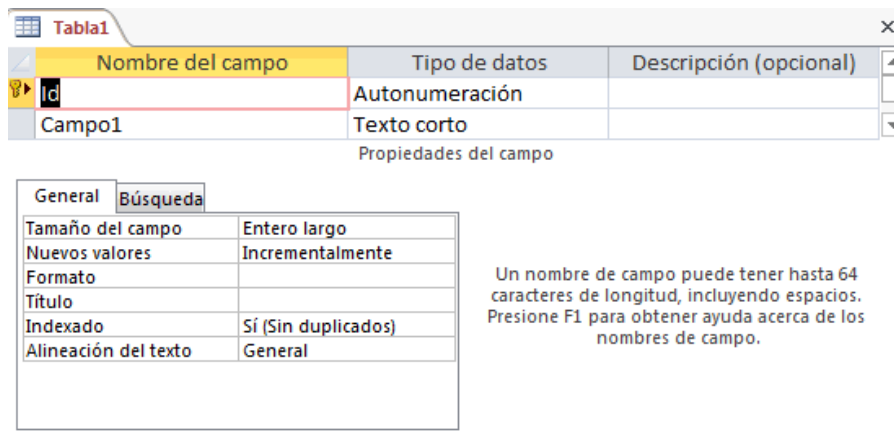 Tabla1
Nombre del campo Tipo de datos Descripción (opcional)
Id Autonumeración
Campo1 Texto corto
Propiedades del campo
General Búsqueda
Tamaño del campo Entero largo
Nuevos valores Incrementalmente
Formato
Título
Indexado Sí (Sin duplicados)
Alineación del texto General
Un nombre de campo puede tener hasta 64
caracteres de longitud, incluyendo espacios.
Presione F1 para obtener ayuda acerca de los
nombres de campo.